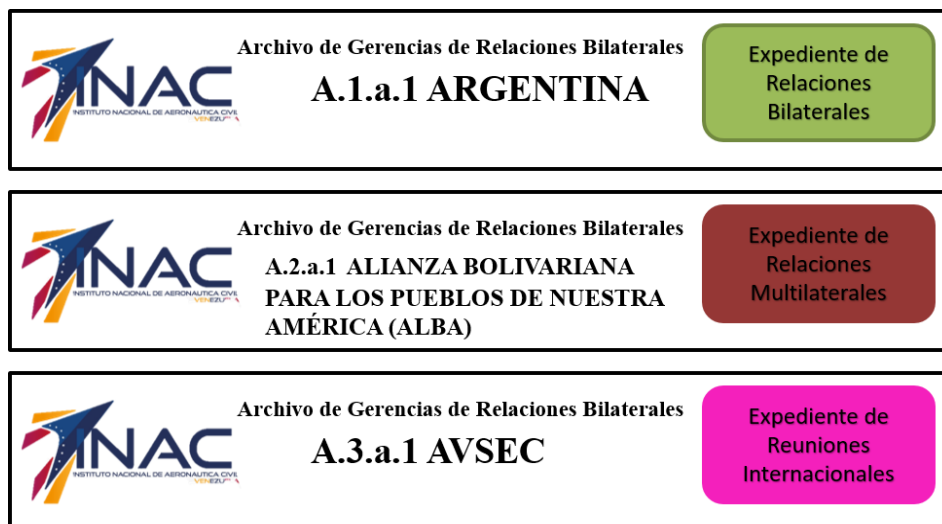 INAC
INSTITUTO NACIONAL DE AERONAUTICA CIVIL
Archivo de Gerencias de Relaciones Bilaterales
A.1.a.1 ARGENTINA
Expediente de
Relaciones
Bilaterales
INAC
INSTITUTO NACIONAL DE AERONAUTICA CIVIL
Archivo de Gerencias de Relaciones Bilaterales
A.2.a.1 ALIANZA BOLIVARIANA
PARA LOS PUEBLOS DE NUESTRA
AMÉRICA (ALBA)
Expediente de
Relaciones
Multilaterales
INAC
INSTITUTO NACIONAL DE AERONAUTICA CIVIL
Archivo de Gerencias de Relaciones Bilaterales
A.3.a.1 AVSEC
Expediente de
Reuniones
Internacionales